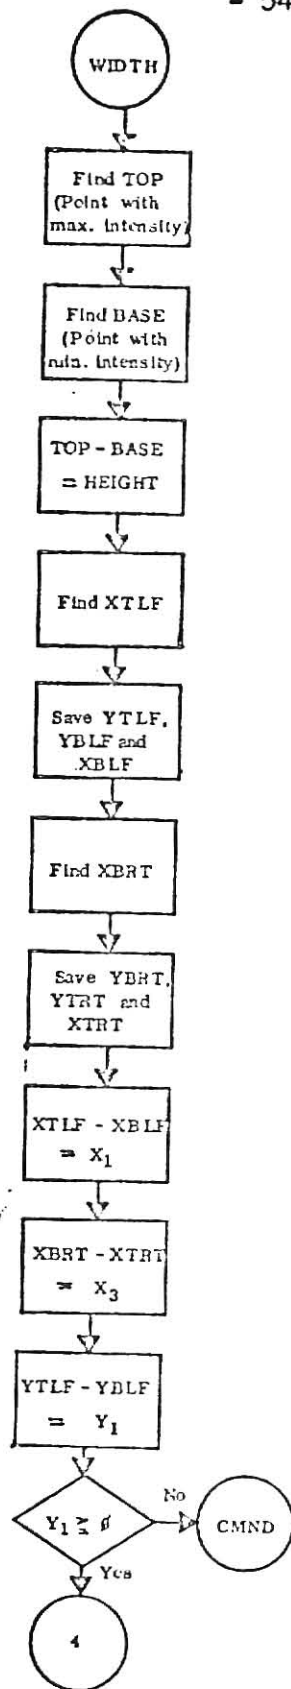 - 54
WIDTH
Find TOP
(Point with
max. intensity)
Find BASE
(Point with
min. intensity)
TOP - BASE
= HEIGHT
Find XTLF
Save YTLF,
YBLF and
XBLF
Find XBRT
Save YBRT,
YTRT and
XTRT
XTLF - XBLF
= X1
XBRT - XTRT
= X3
YTLF - YBLF
= Y1
Y1 ≥ ø
No
CMND
Yes
4